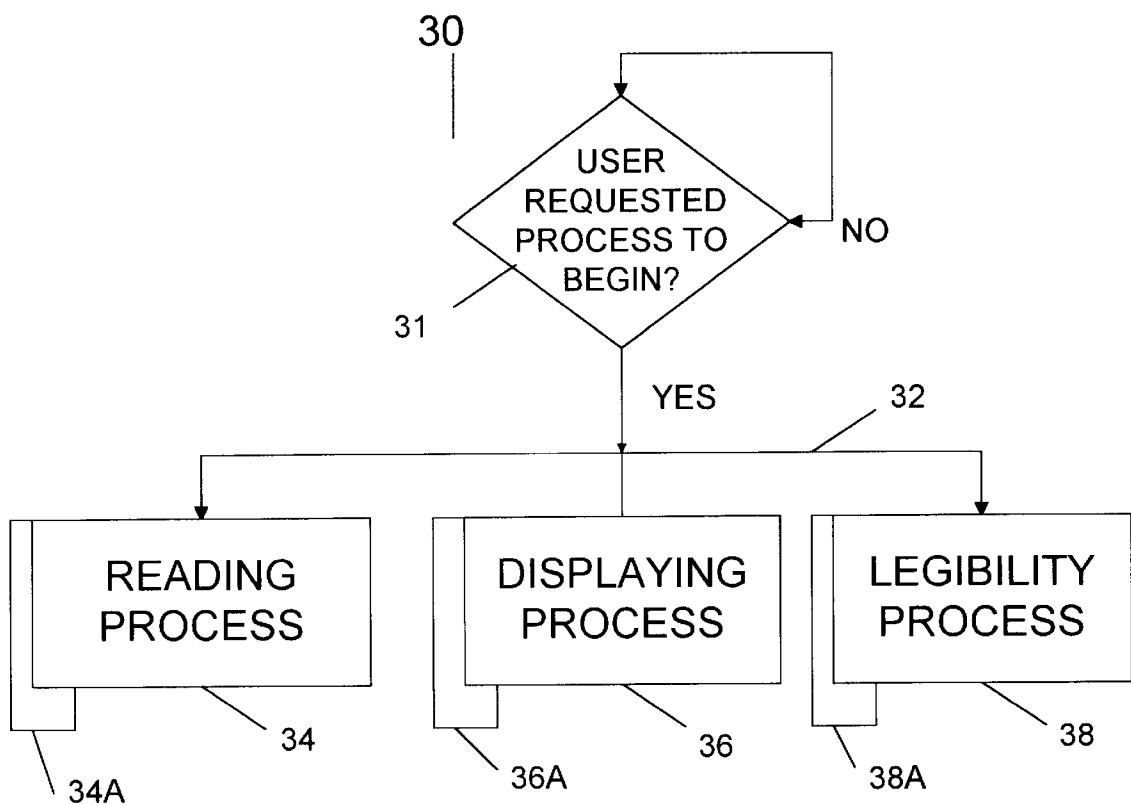 30
USER
REQUESTED
PROCESS TO
BEGIN?
NO
31
YES
32
READING
PROCESS
DISPLAYING
PROCESS
LEGIBILITY
PROCESS
34
36
38
34A
36A
38A